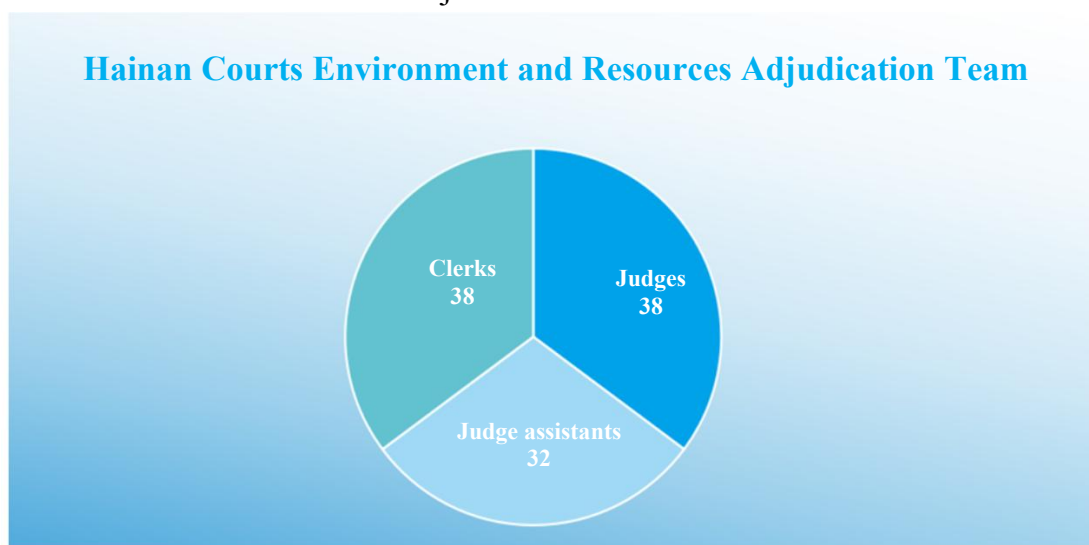 Hainan Courts Environment and Resources Adjudication Team
Clerks
38
Judges
38
Judge assistants
32